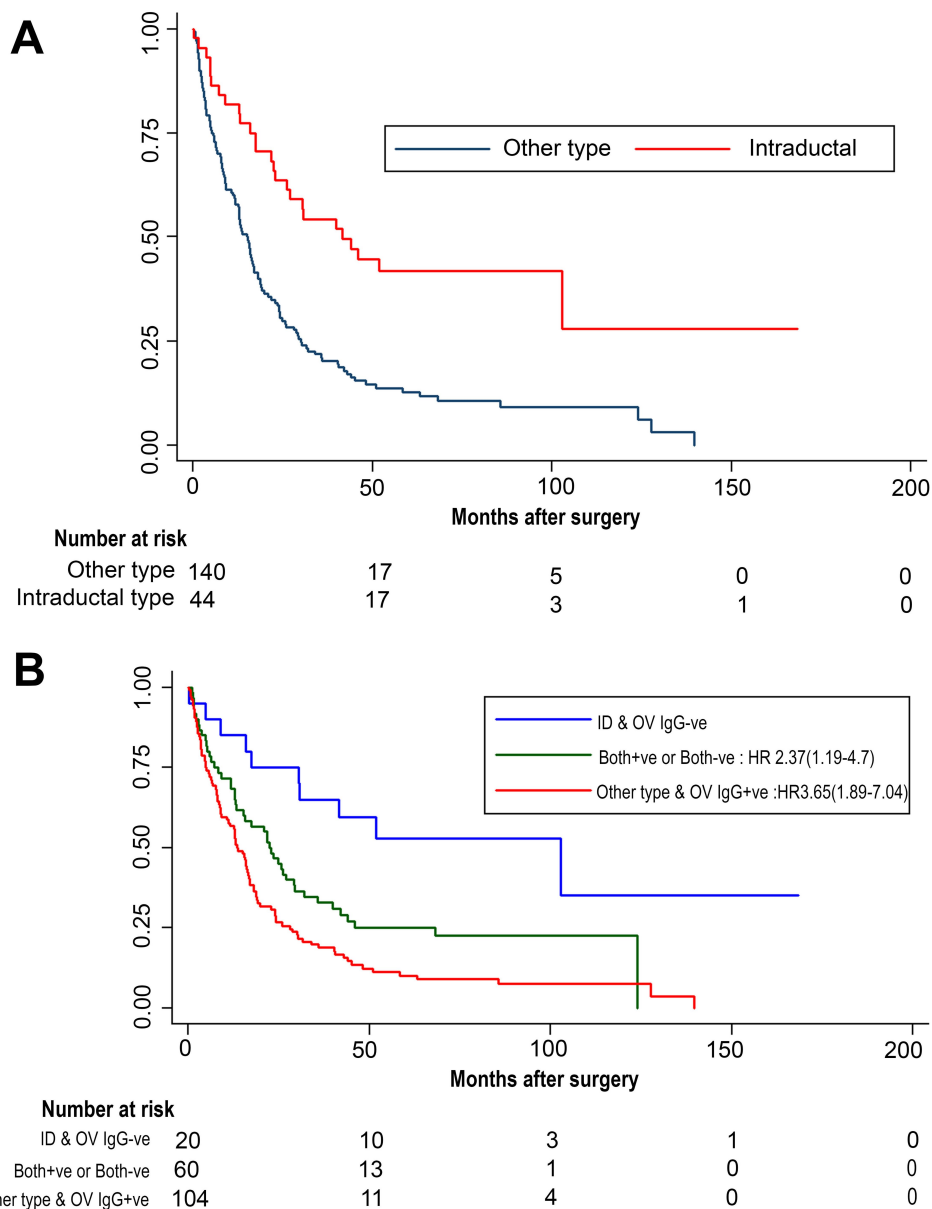 A
1.00
0.75
0.50
0.25
0.00
Other type Intraductal
0 50 100 150 200
Months after surgery
Number at risk
Other type 140 17 5 0 0
Intraductal type 44 17 3 1 0
B
1.00
0.75
0.50
0.25
0.00
ID & OV IgG-ve
Both+ve or Both-ve : HR 2.37(1.19-4.7)
Other type & OV IgG+ve :HR3.65(1.89-7.04)
0 50 100 150 200
Months after surgery
Number at risk
ID & OV IgG-ve 20 10 3 1 0
Both+ve or Both-ve 60 13 1 0 0
her type & OV IgG+ve 104 11 4 0 0